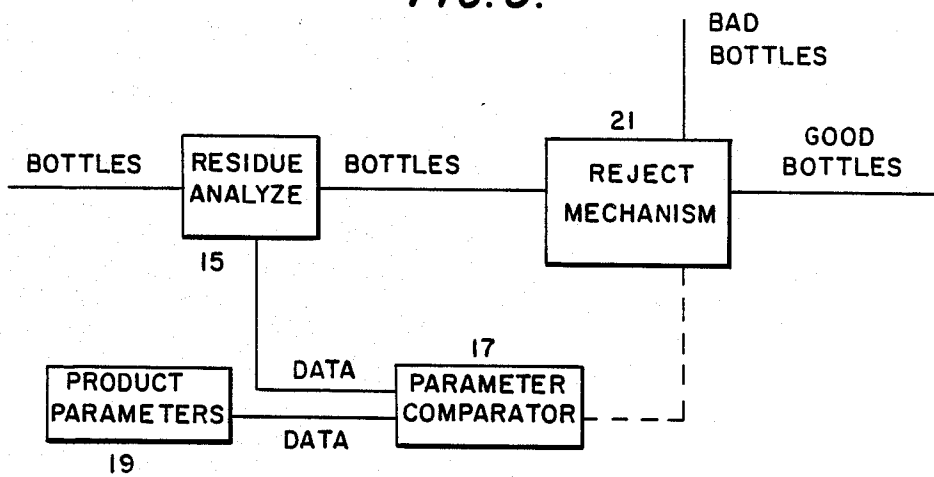 BAD
BOTTLES
21
GOOD
BOTTLES
BOTTLES
RESIDUE
ANALYZE
BOTTLES
REJECT
MECHANISM
15
17
DATA
PRODUCT
PARAMETERS
PARAMETER
COMPARATOR
DATA
19